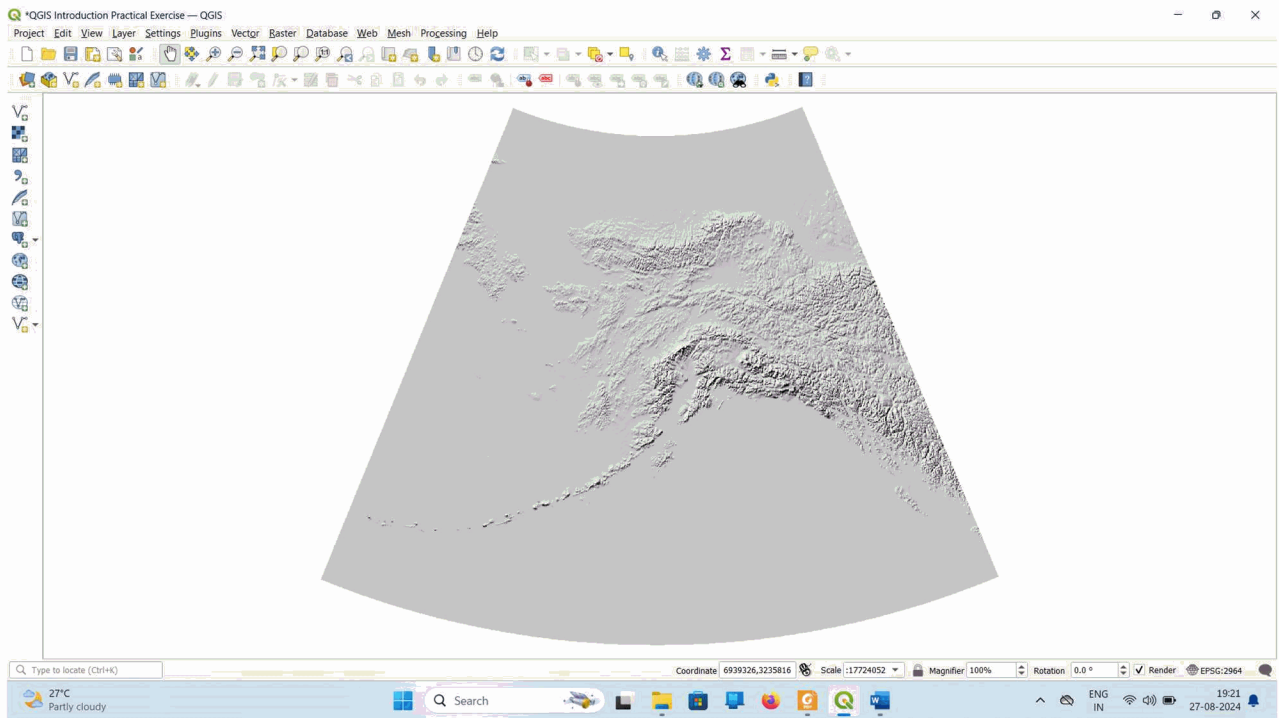 *QGIS Introduction Practical Exercise — QGIS
Project Edit View Layer Settings Plugins Vector Raster Database Web Mesh Processing Help
Type to locate (Ctrl+K)
Coordinate 6939326,3235816 Scale :17724052 Magnifier 100% Rotation 0.0 ° Render EPSG:2964
27°C
Partly cloudy
Search
ENG
IN
19:21
27-08-2024